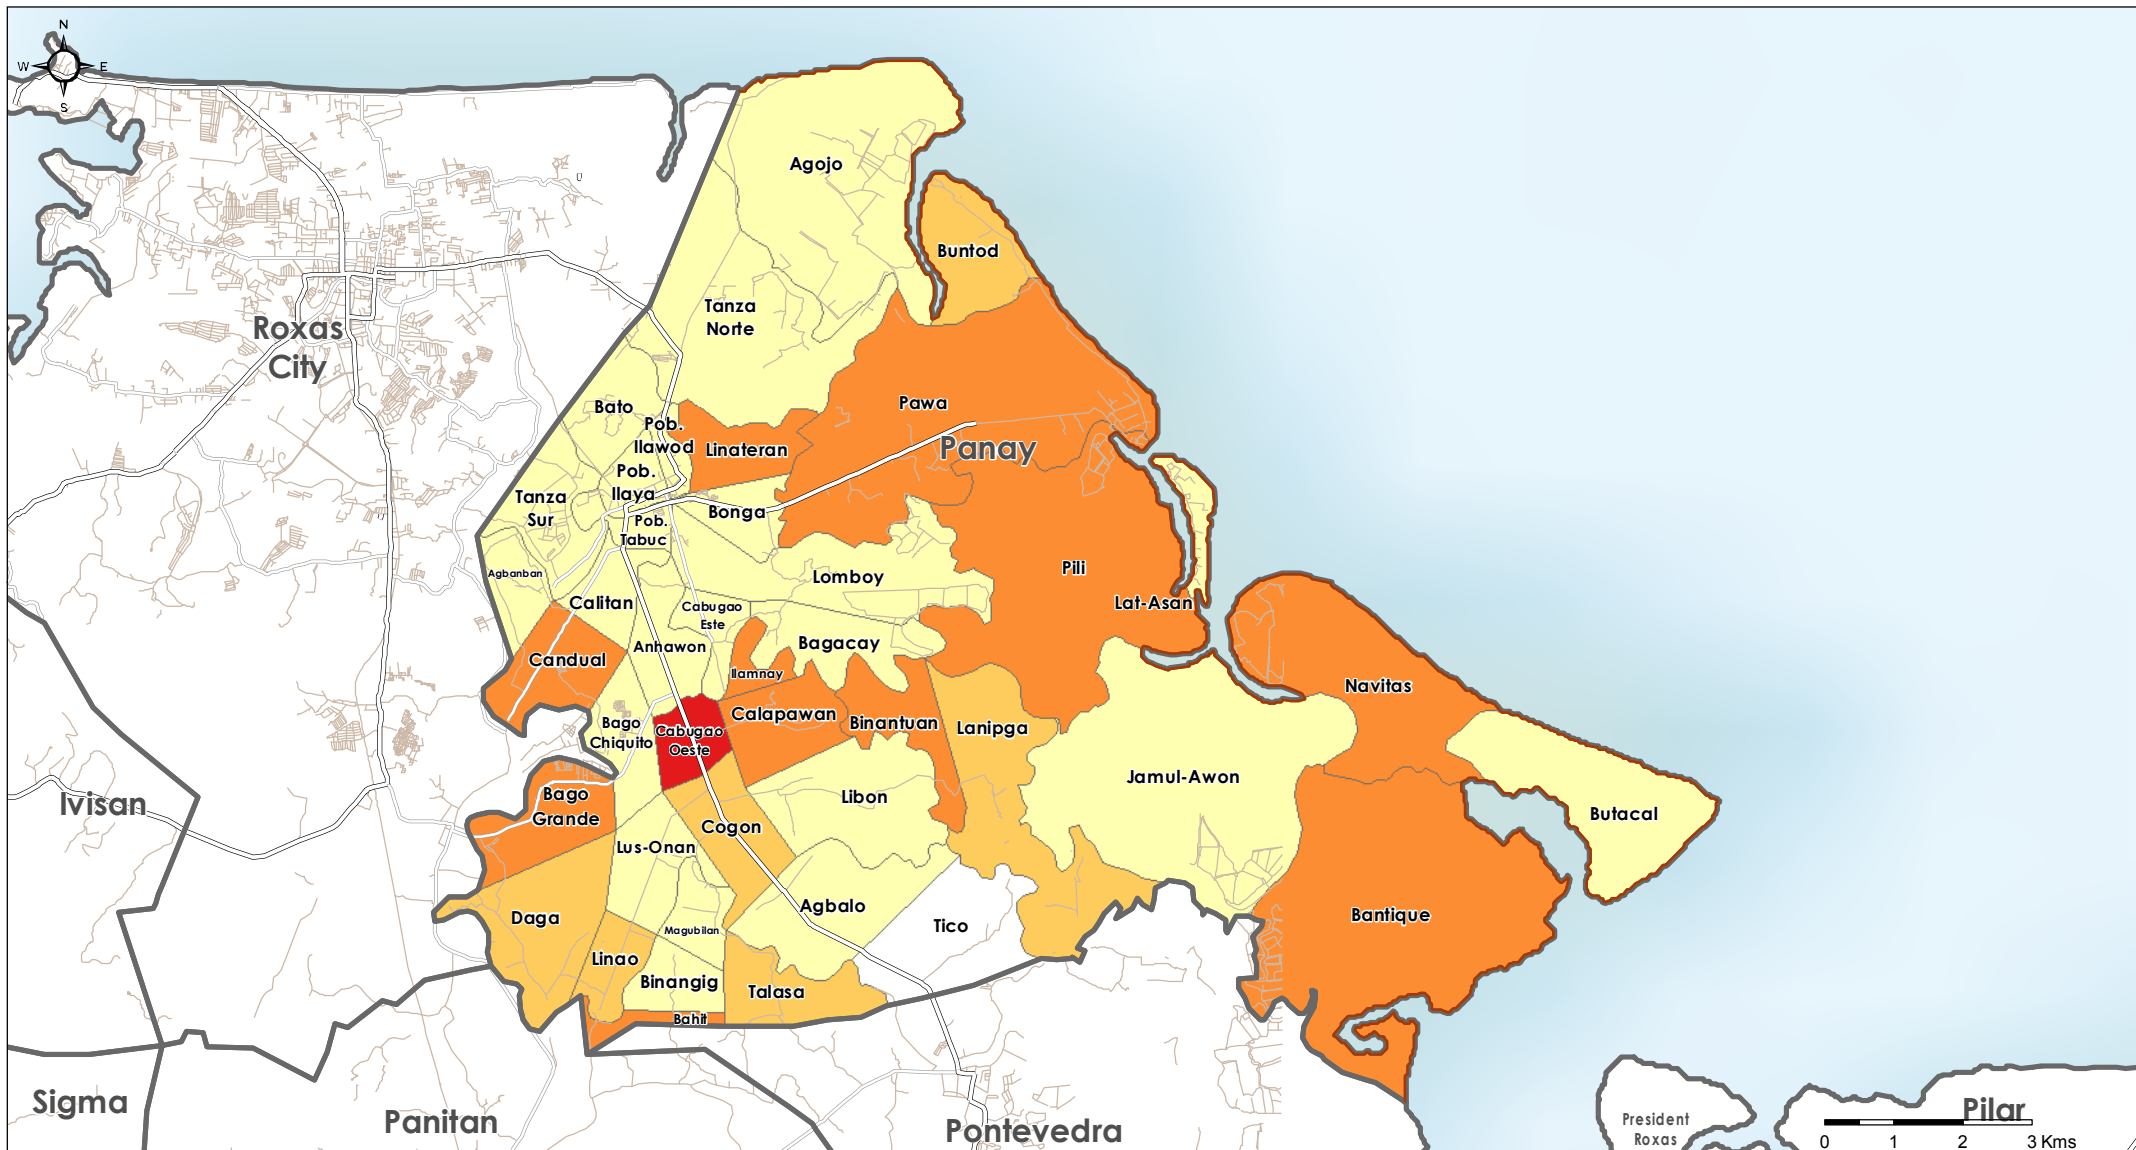 N
W E
S
Agojo
Buntod
Tanza
Norte
Roxas
City
Bato
Pawa
Pob.
Ilawod
Linateran
Panay
Pob.
Ilaya
Tanza
Sur
Bonga
Pob.
Tabuc
Agbanban
Lomboy
Pili
Calitan
Cabugao
Este
Lat-Asan
Anhawon
Bagacay
Candual
Ilamnay
Navitas
Calapawan
Binantuan
Lanipga
Bago
Chiquito
Cabugao
Oeste
Jamul-Awon
Ivisan
Bago
Grande
Libon
Butacal
Cogon
Lus-Onan
Daga
Agbalo
Tico
Bantique
Magubilan
Linao
Binangig
Talasa
Bahit
Sigma
Panitan
Pontevedra
President
Roxas
Pilar
0 1 2 3 Kms